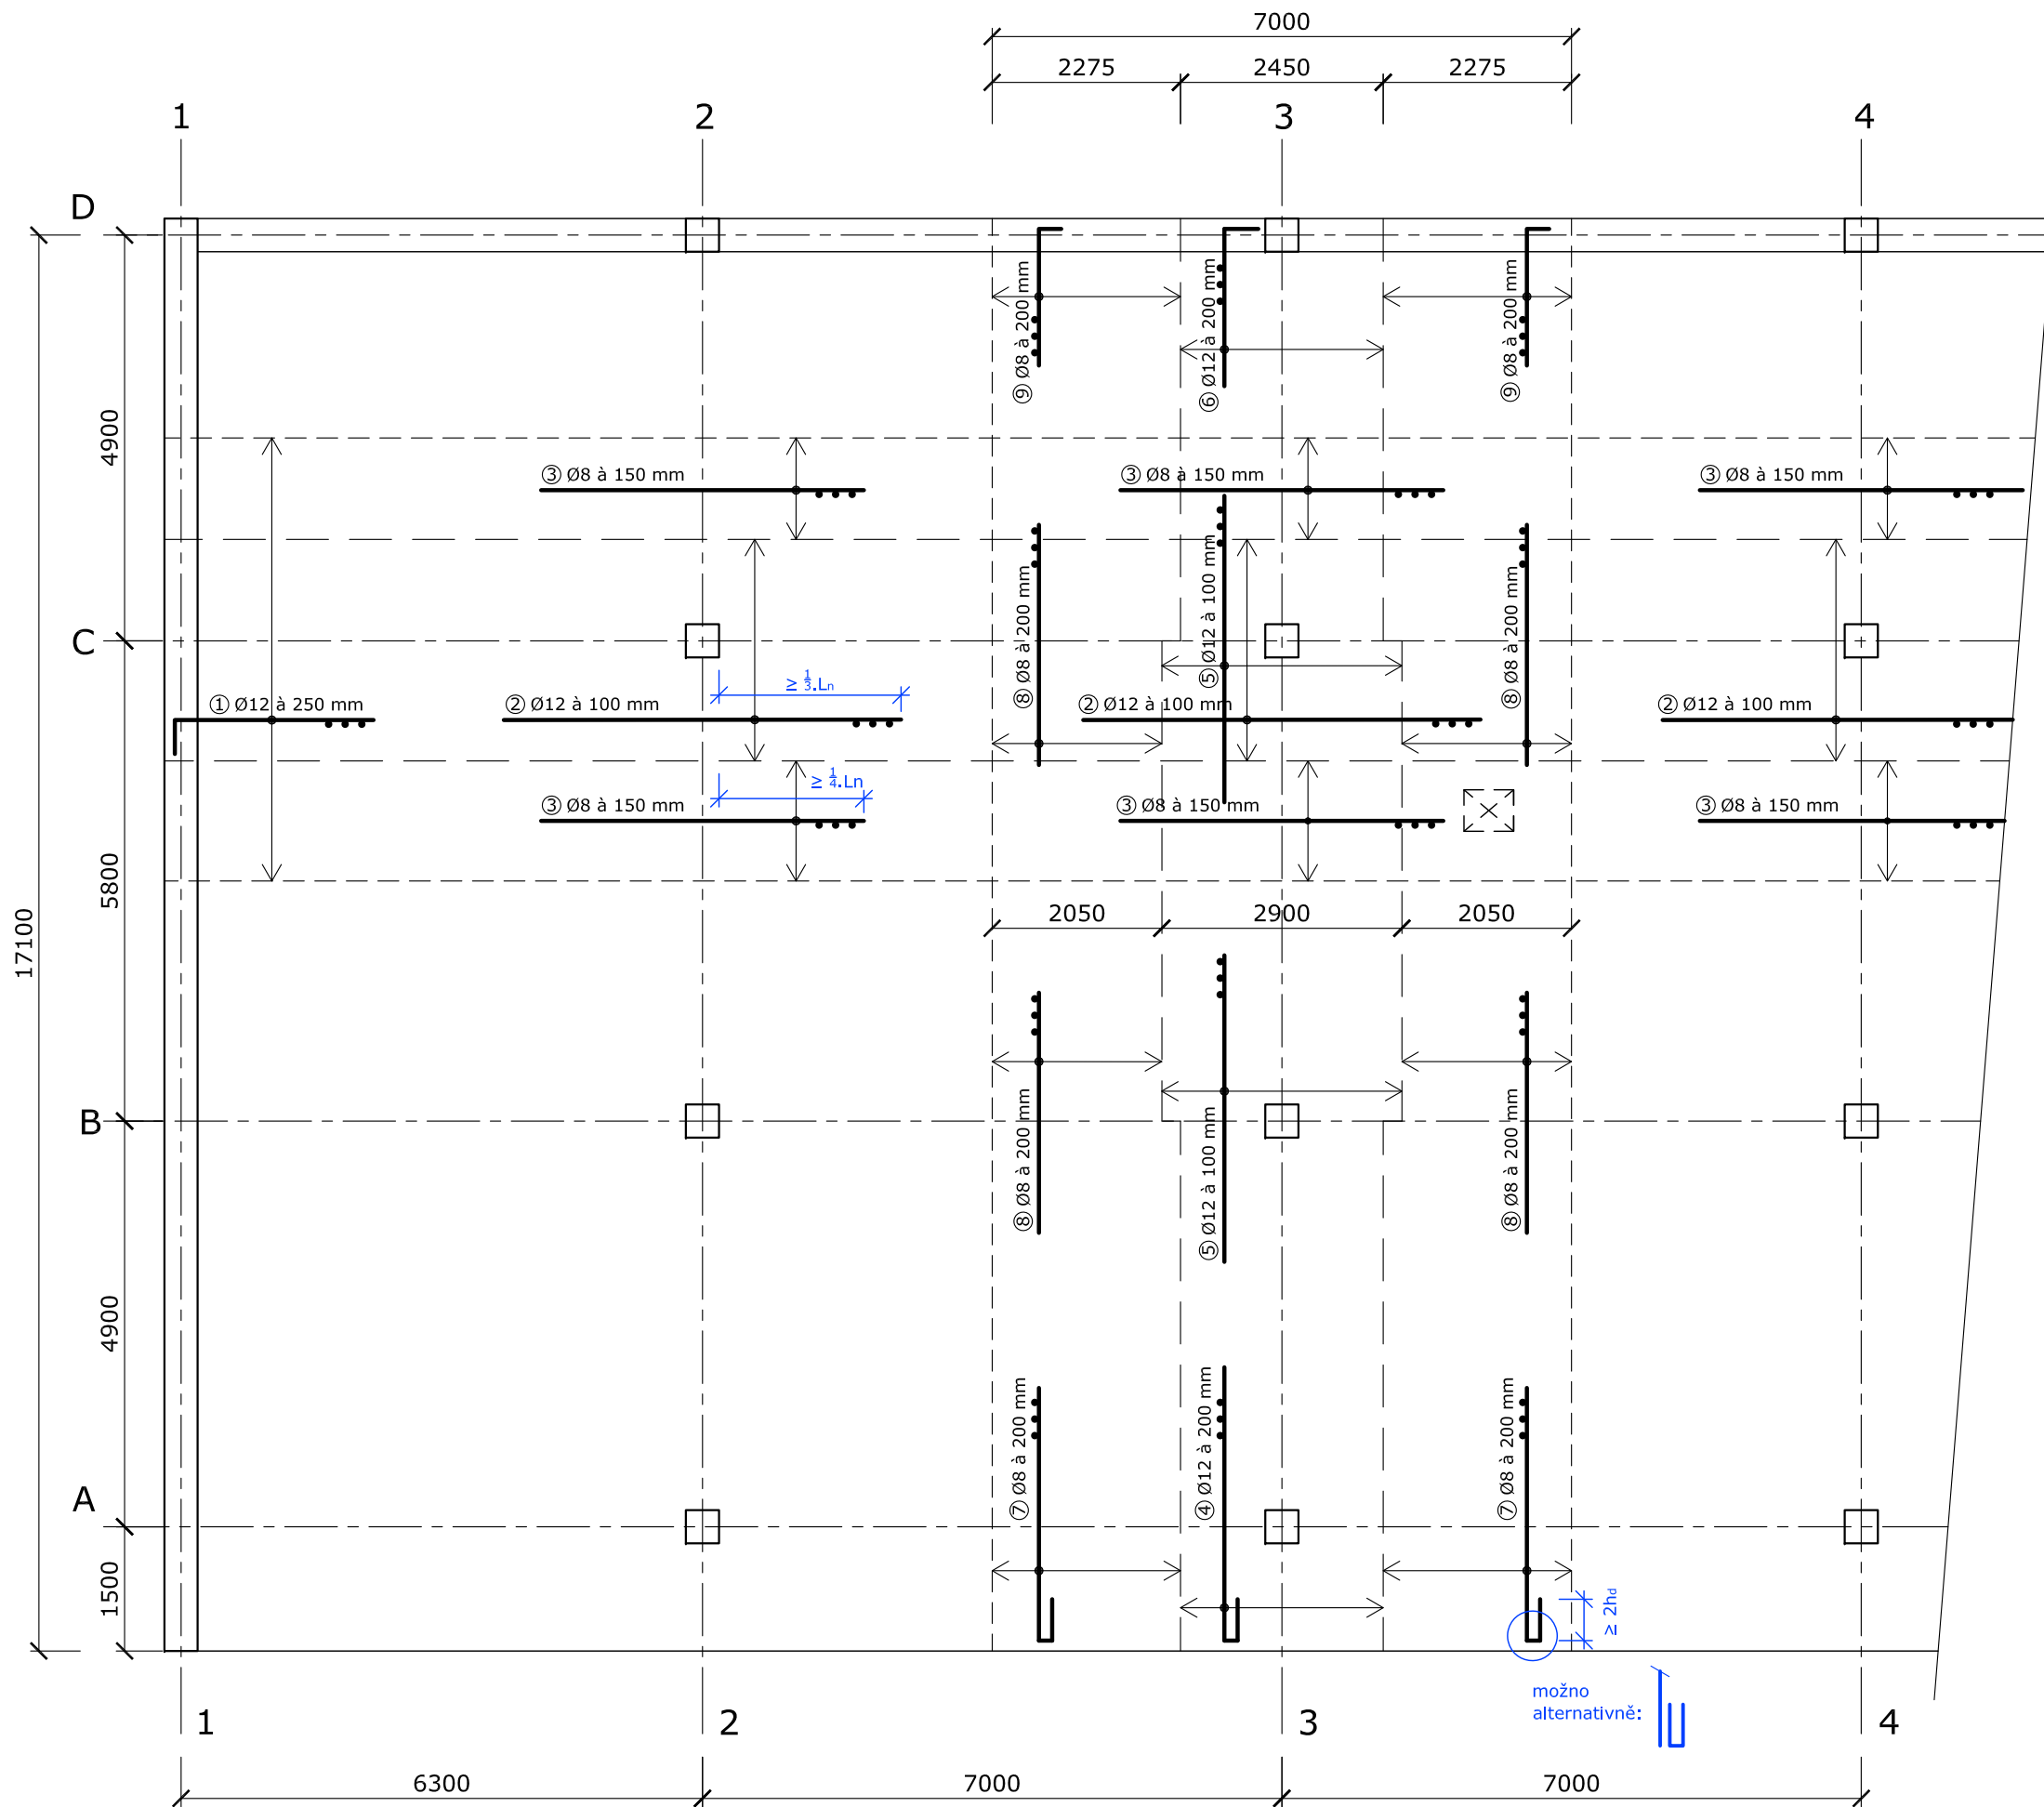 7000
2275 2450 2275
1 2 3 4
D
⑨ Ø8 à 200 mm
⑥ Ø12 à 200 mm
⑨ Ø8 à 200 mm
4900
③ Ø8 à 150 mm
③ Ø8 à 150 mm
③ Ø8 à 150 mm
C
⑧ Ø8 à 200 mm
⑤ Ø12 à 100 mm
⑧ Ø8 à 200 mm
≥ 1/3.Ln
① Ø12 à 250 mm
② Ø12 à 100 mm
② Ø12 à 100 mm
② Ø12 à 100 mm
≥ 1/4.Ln
③ Ø8 à 150 mm
③ Ø8 à 150 mm
③ Ø8 à 150 mm
5800
17100
2050 2900 2050
B
⑧ Ø8 à 200 mm
⑤ Ø12 à 100 mm
⑧ Ø8 à 200 mm
4900
⑦ Ø8 à 200 mm
④ Ø12 à 200 mm
⑦ Ø8 à 200 mm
A
1500
≥ 2hd
možno
alternativně:
1 2 3 4
6300 7000 7000